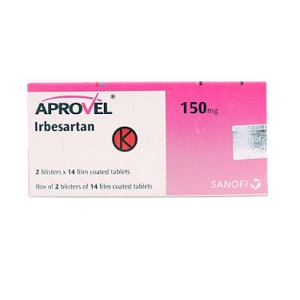 APROVEL®
150mg
Irbesartan
K
2 blisters x 14 film coated tablets
Box of 2 blisters of 14 film coated tablets
SANOFI